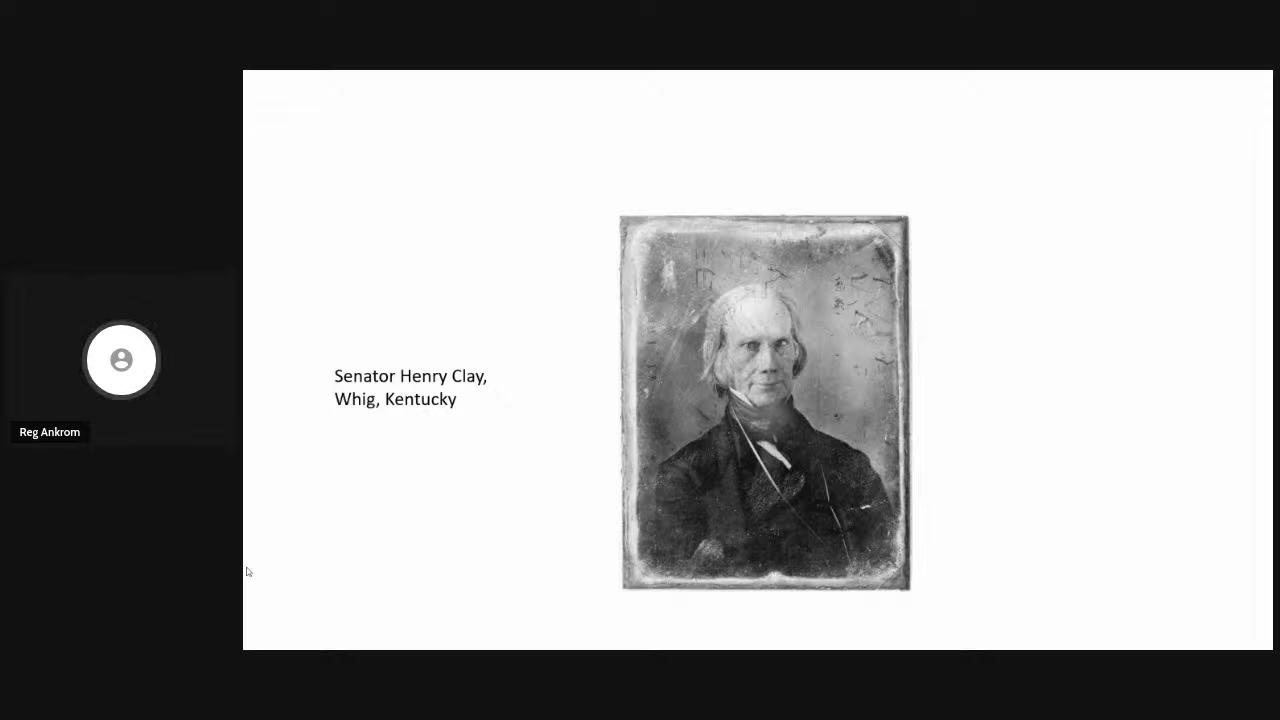 Senator Henry Clay,
Whig, Kentucky
Reg Ankrom